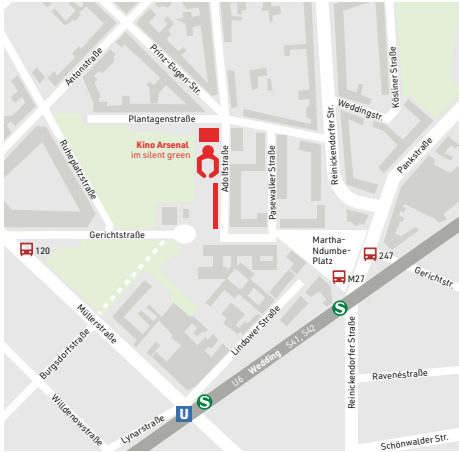 Antonstraße
Prinz-Eugen-Str.
Kösliner Straße
Weddingstr.
Plantagenstraße
Reinickendorfer Str.
Pankstraße
Kino Arsenal
im silent green
Adolfstraße
Pasewalker Straße
Ruheplatzstraße
Gerichtstraße
120
Martha-
Ndumbe-
Platz
247
M27
Gerichtstr.
S
Müllerstraße
Lindower Straße
U6 Wedding S41, S42
Burgsdorfstraße
Reinickendorfer Straße
Ravenéstraße
Willdenowstraße
U
S
Lynarstraße
Schönwalder Str.